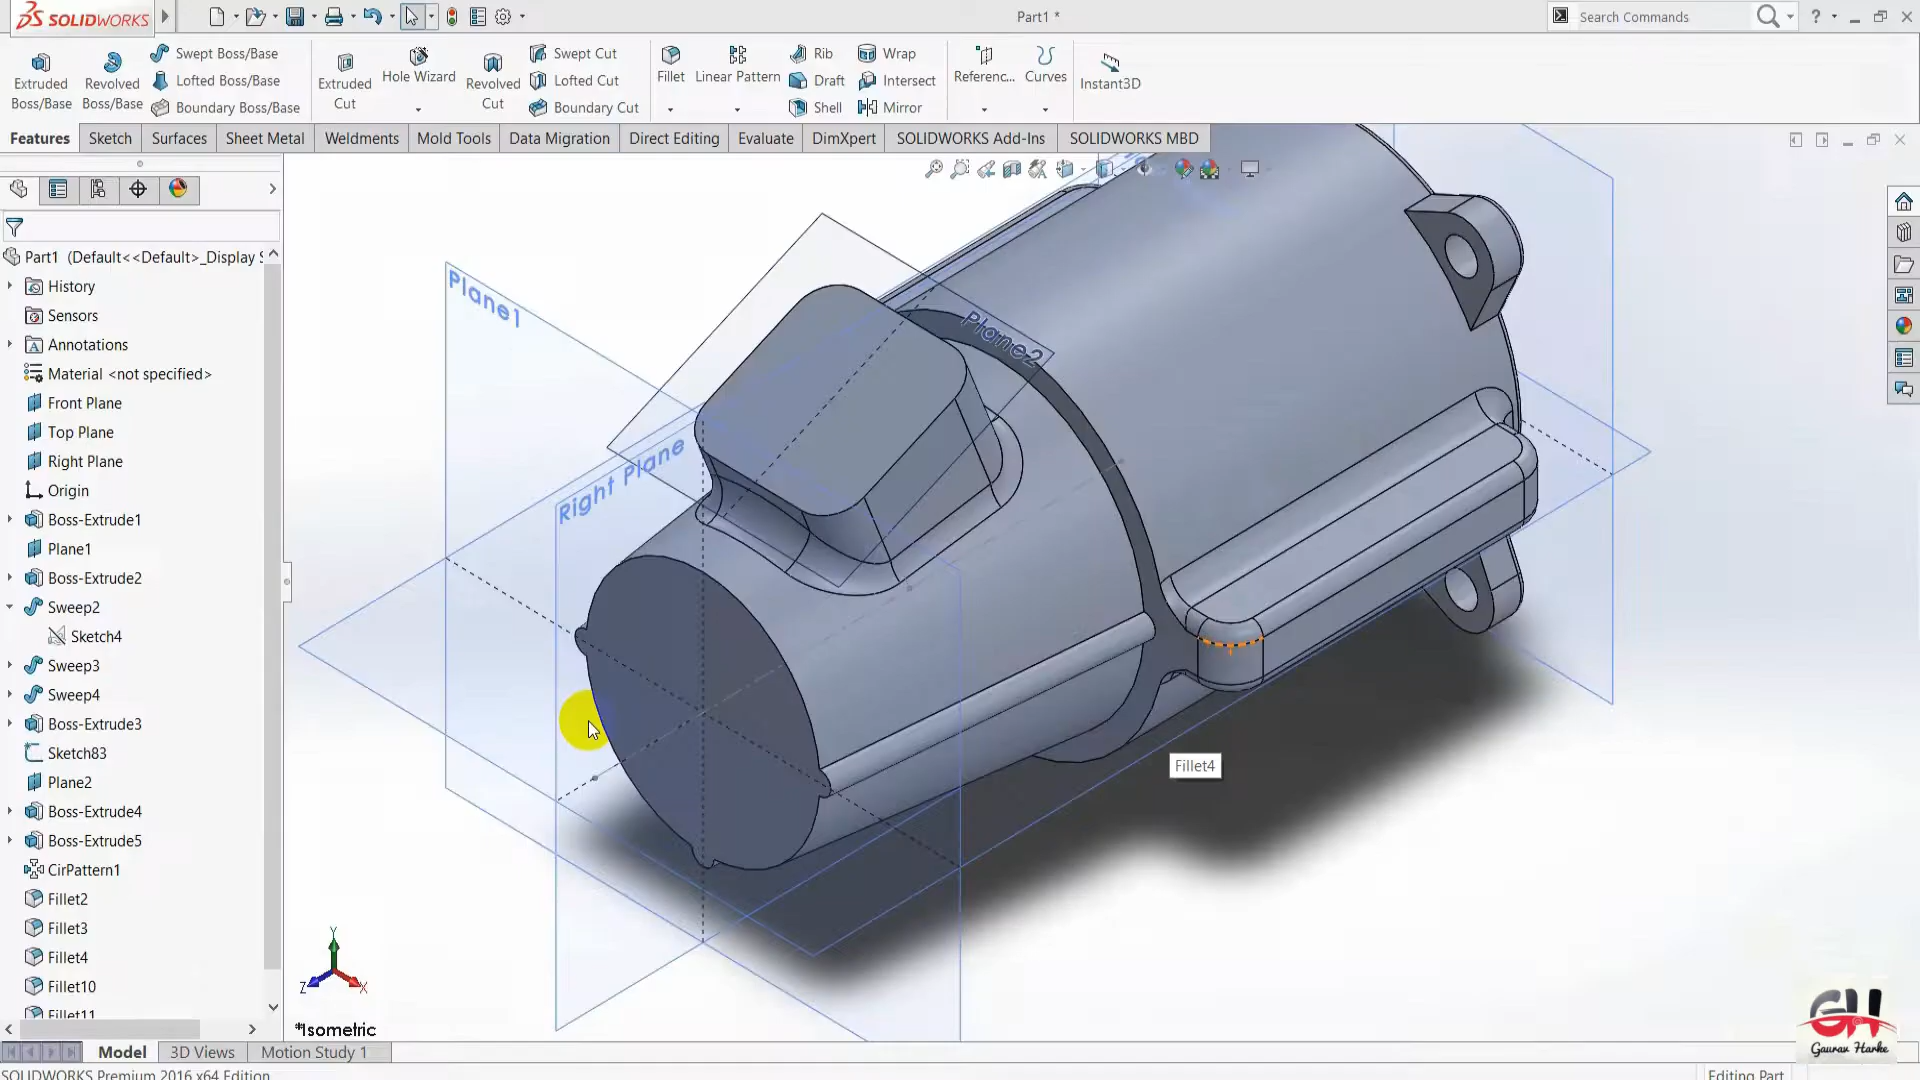 SOLIDWORKS
Part1 *
Search Commands
Extruded Boss/Base
Revolved Boss/Base
Swept Boss/Base
Lofted Boss/Base
Boundary Boss/Base
Extruded Cut
Hole Wizard
Revolved Cut
Swept Cut
Lofted Cut
Boundary Cut
Fillet
Linear Pattern
Rib
Draft
Shell
Wrap
Intersect
Mirror
Referenc...
Curves
Instant3D
Features
Sketch
Surfaces
Sheet Metal
Weldments
Mold Tools
Data Migration
Direct Editing
Evaluate
DimXpert
SOLIDWORKS Add-Ins
SOLIDWORKS MBD
Part1 (Default<<Default>_Display S
History
Sensors
Annotations
Material <not specified>
Front Plane
Top Plane
Right Plane
Origin
Boss-Extrude1
Plane1
Boss-Extrude2
Sweep2
Sketch4
Sweep3
Sweep4
Boss-Extrude3
Sketch83
Plane2
Boss-Extrude4
Boss-Extrude5
CirPattern1
Fillet2
Fillet3
Fillet4
Fillet10
Fillet11
Plane1
Plane2
Right Plane
Fillet4
Y
Z
X
*Isometric
GH
Gaurav Harke
Model
3D Views
Motion Study 1
SOLIDWORKS Premium 2016 x64 Edition
Editing Part